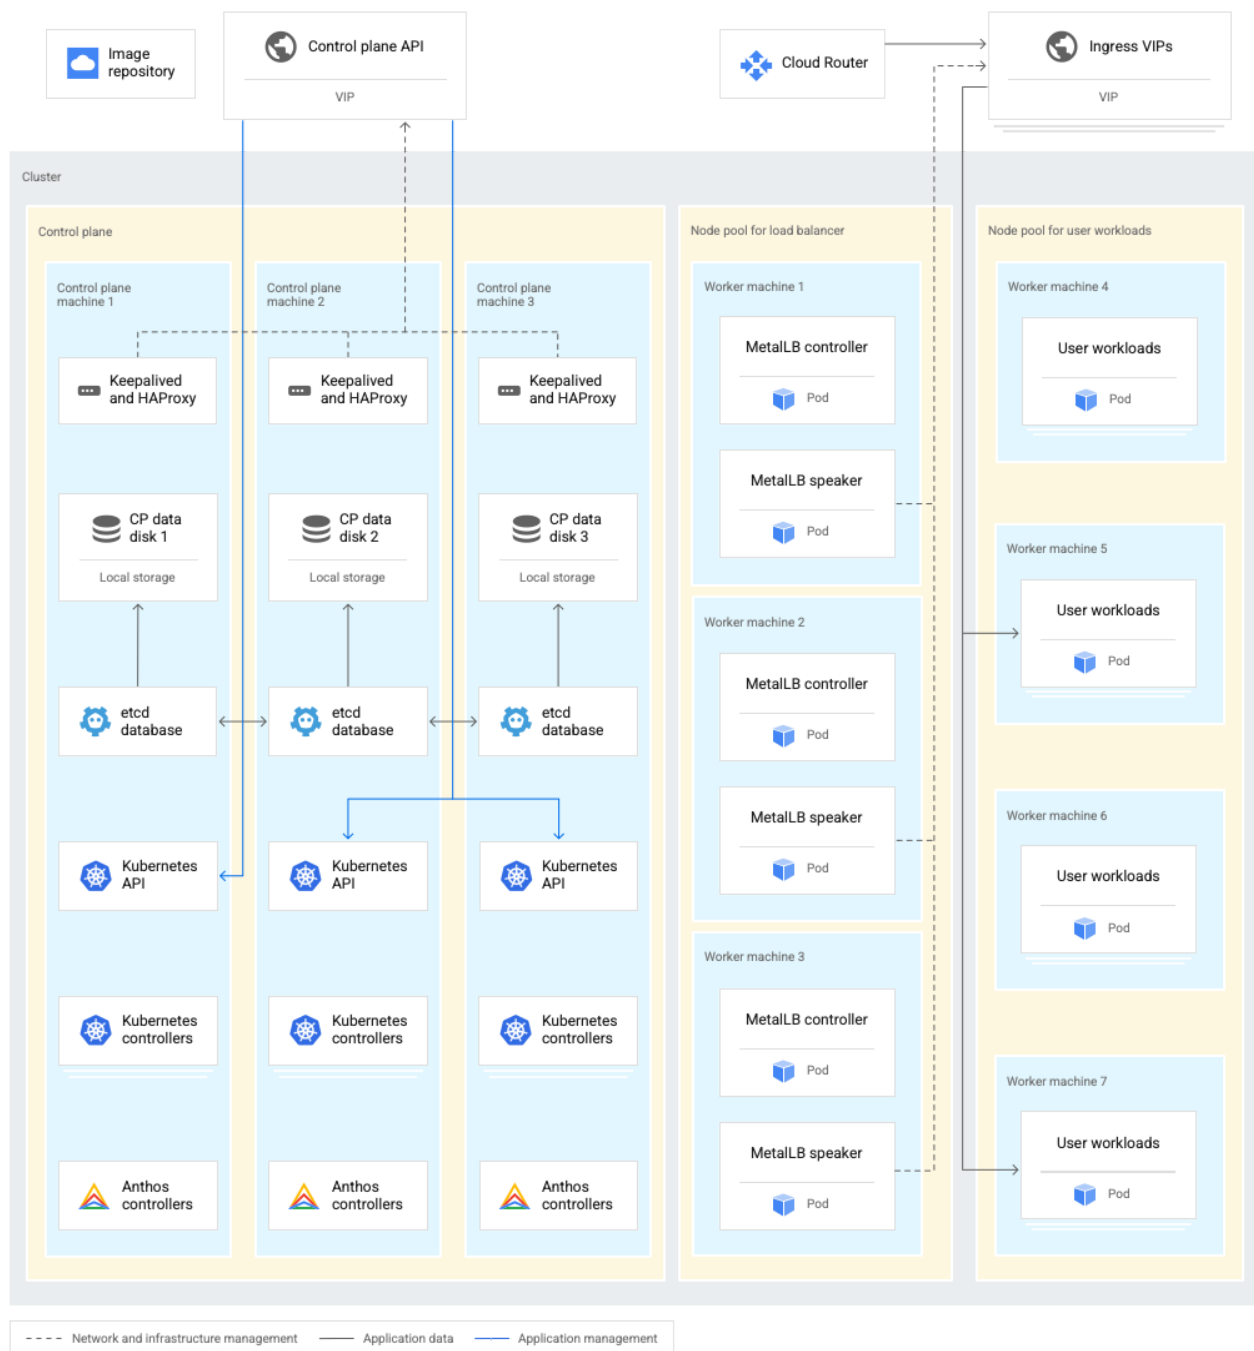 Image
repository
Control plane API
VIP
Cloud Router
Ingress VIPs
VIP
Cluster
Control plane
Control plane
machine 1
Keepalived
and HAProxy
CP data
disk 1
Local storage
etcd
database
Kubernetes
API
Kubernetes
controllers
Anthos
controllers
Control plane
machine 2
Keepalived
and HAProxy
CP data
disk 2
Local storage
etcd
database
Kubernetes
API
Kubernetes
controllers
Anthos
controllers
Control plane
machine 3
Keepalived
and HAProxy
CP data
disk 3
Local storage
etcd
database
Kubernetes
API
Kubernetes
controllers
Anthos
controllers
Node pool for load balancer
Worker machine 1
MetalLB controller
Pod
MetalLB speaker
Pod
Worker machine 2
MetalLB controller
Pod
MetalLB speaker
Pod
Worker machine 3
MetalLB controller
Pod
MetalLB speaker
Pod
Node pool for user workloads
Worker machine 4
User workloads
Pod
Worker machine 5
User workloads
Pod
Worker machine 6
User workloads
Pod
Worker machine 7
User workloads
Pod
Network and infrastructure management
Application data
Application management